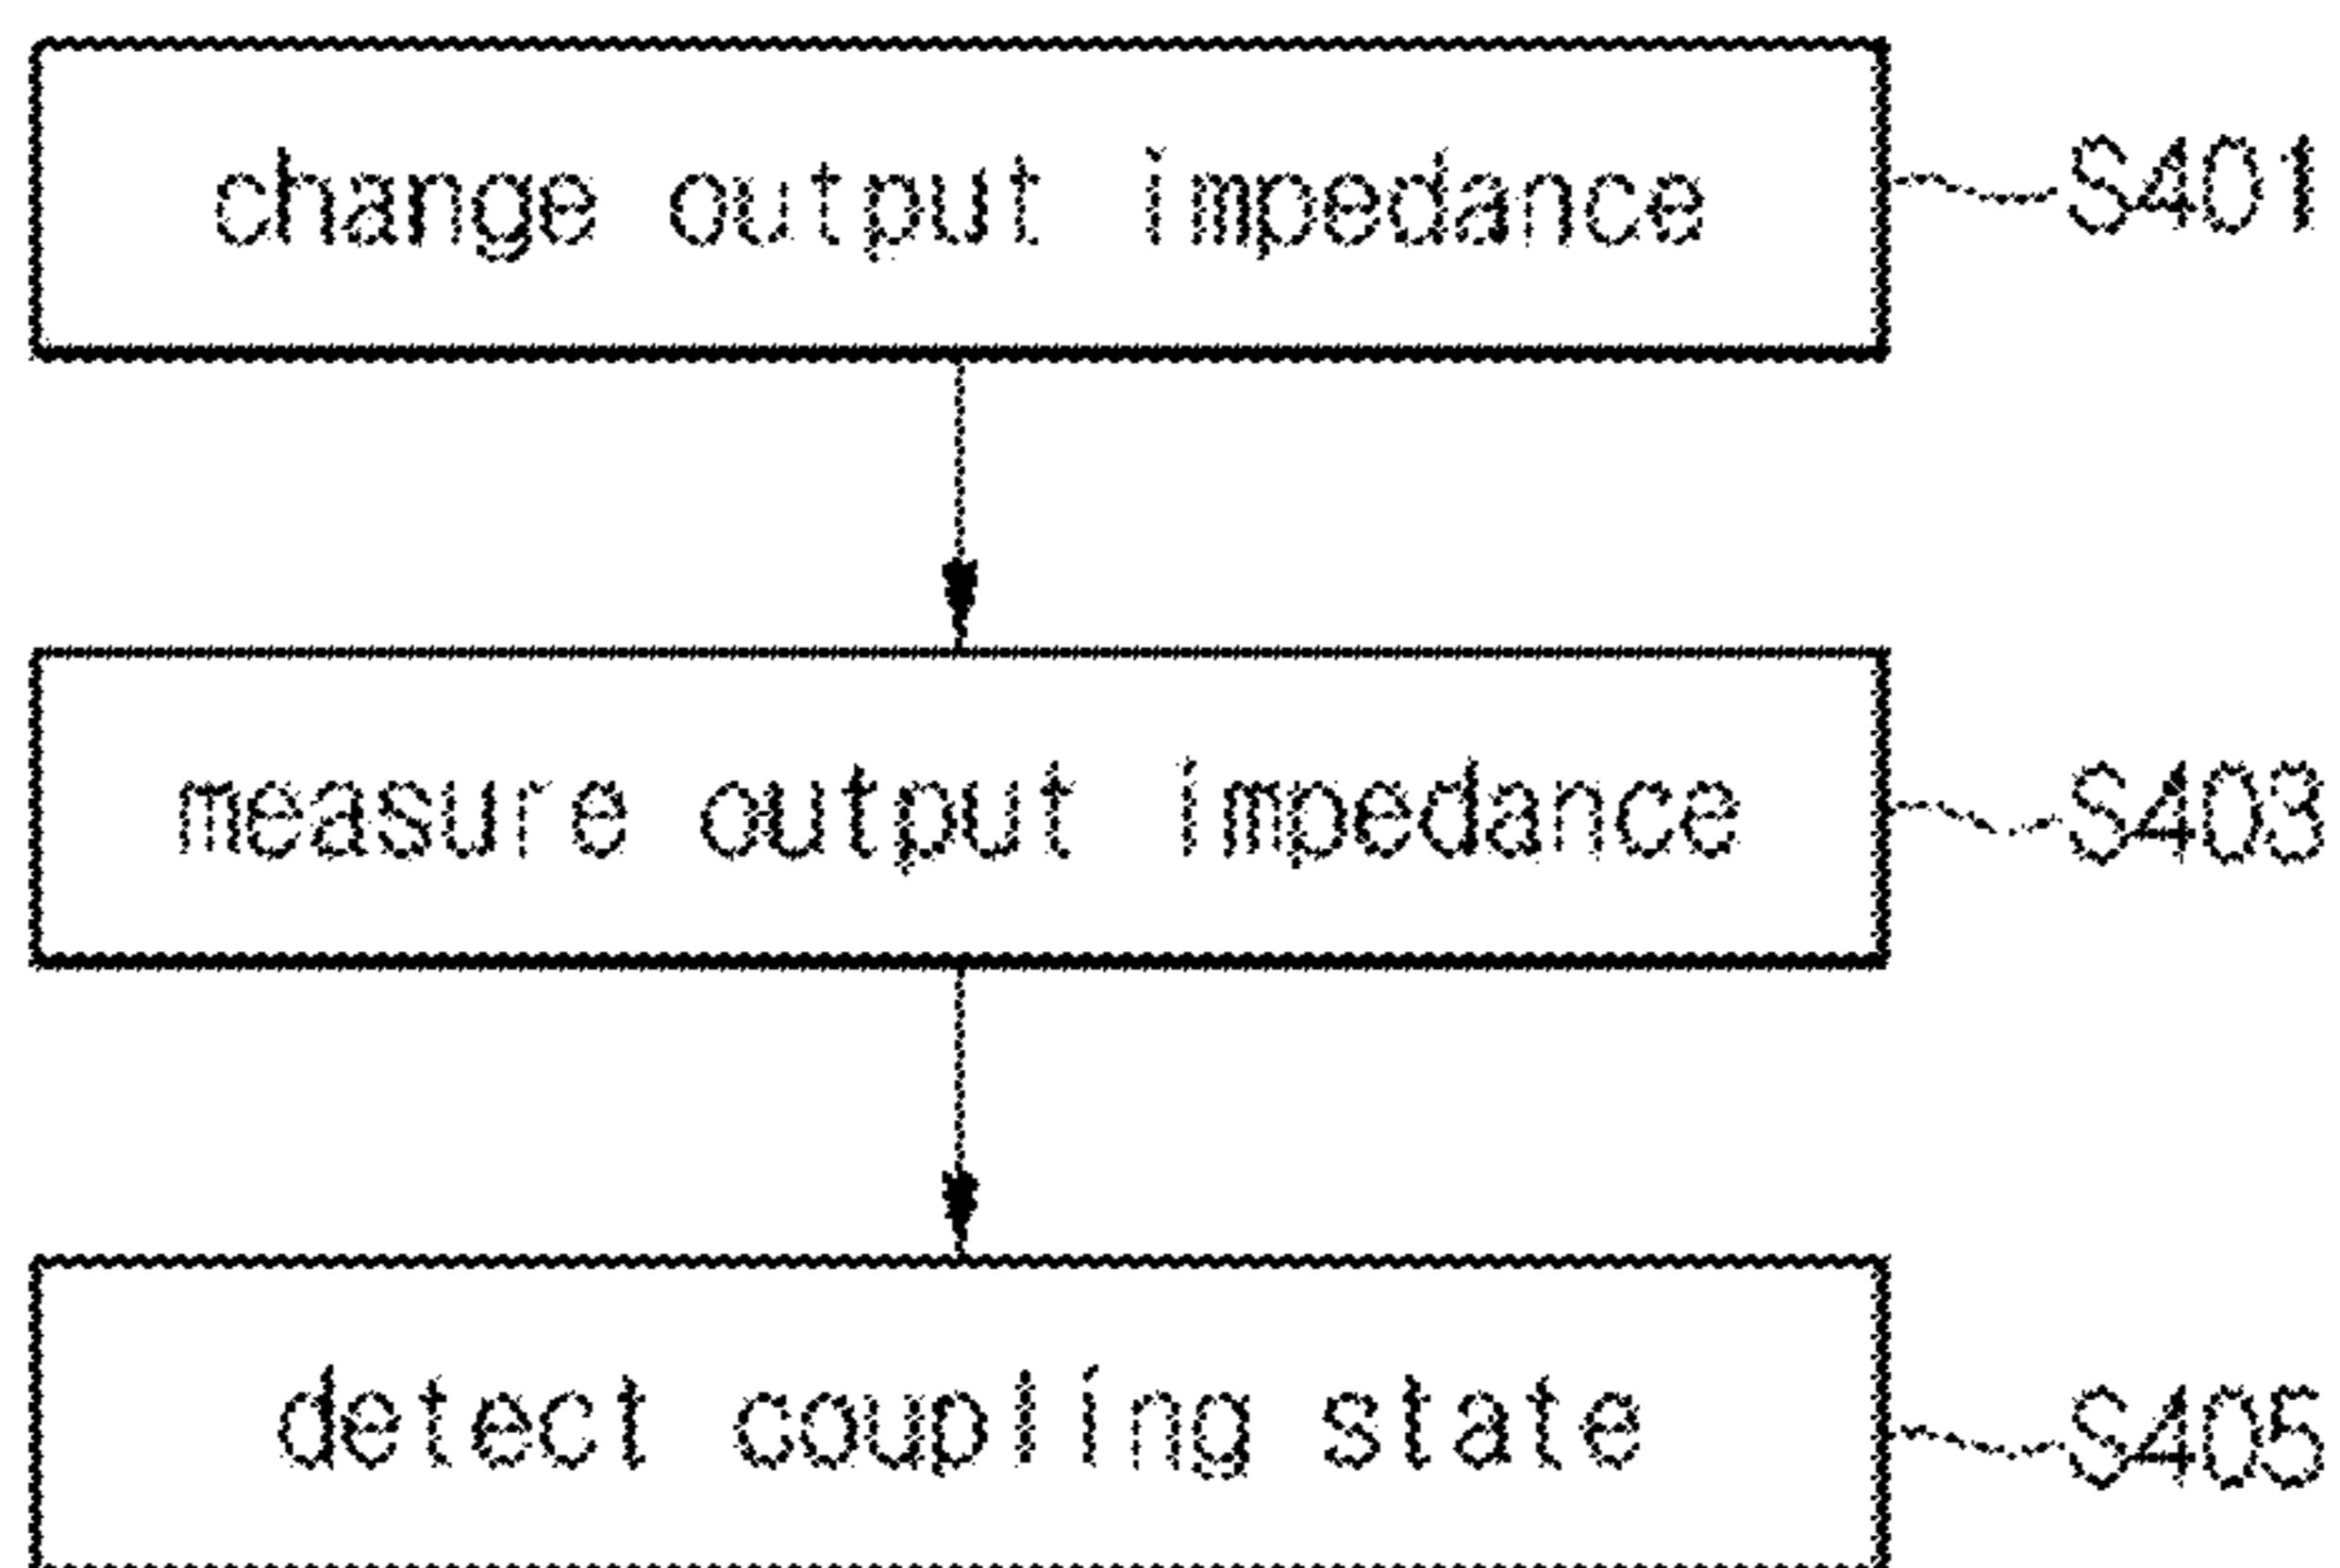 change output impedance S401
measure output impedance S403
detect coupling state S405